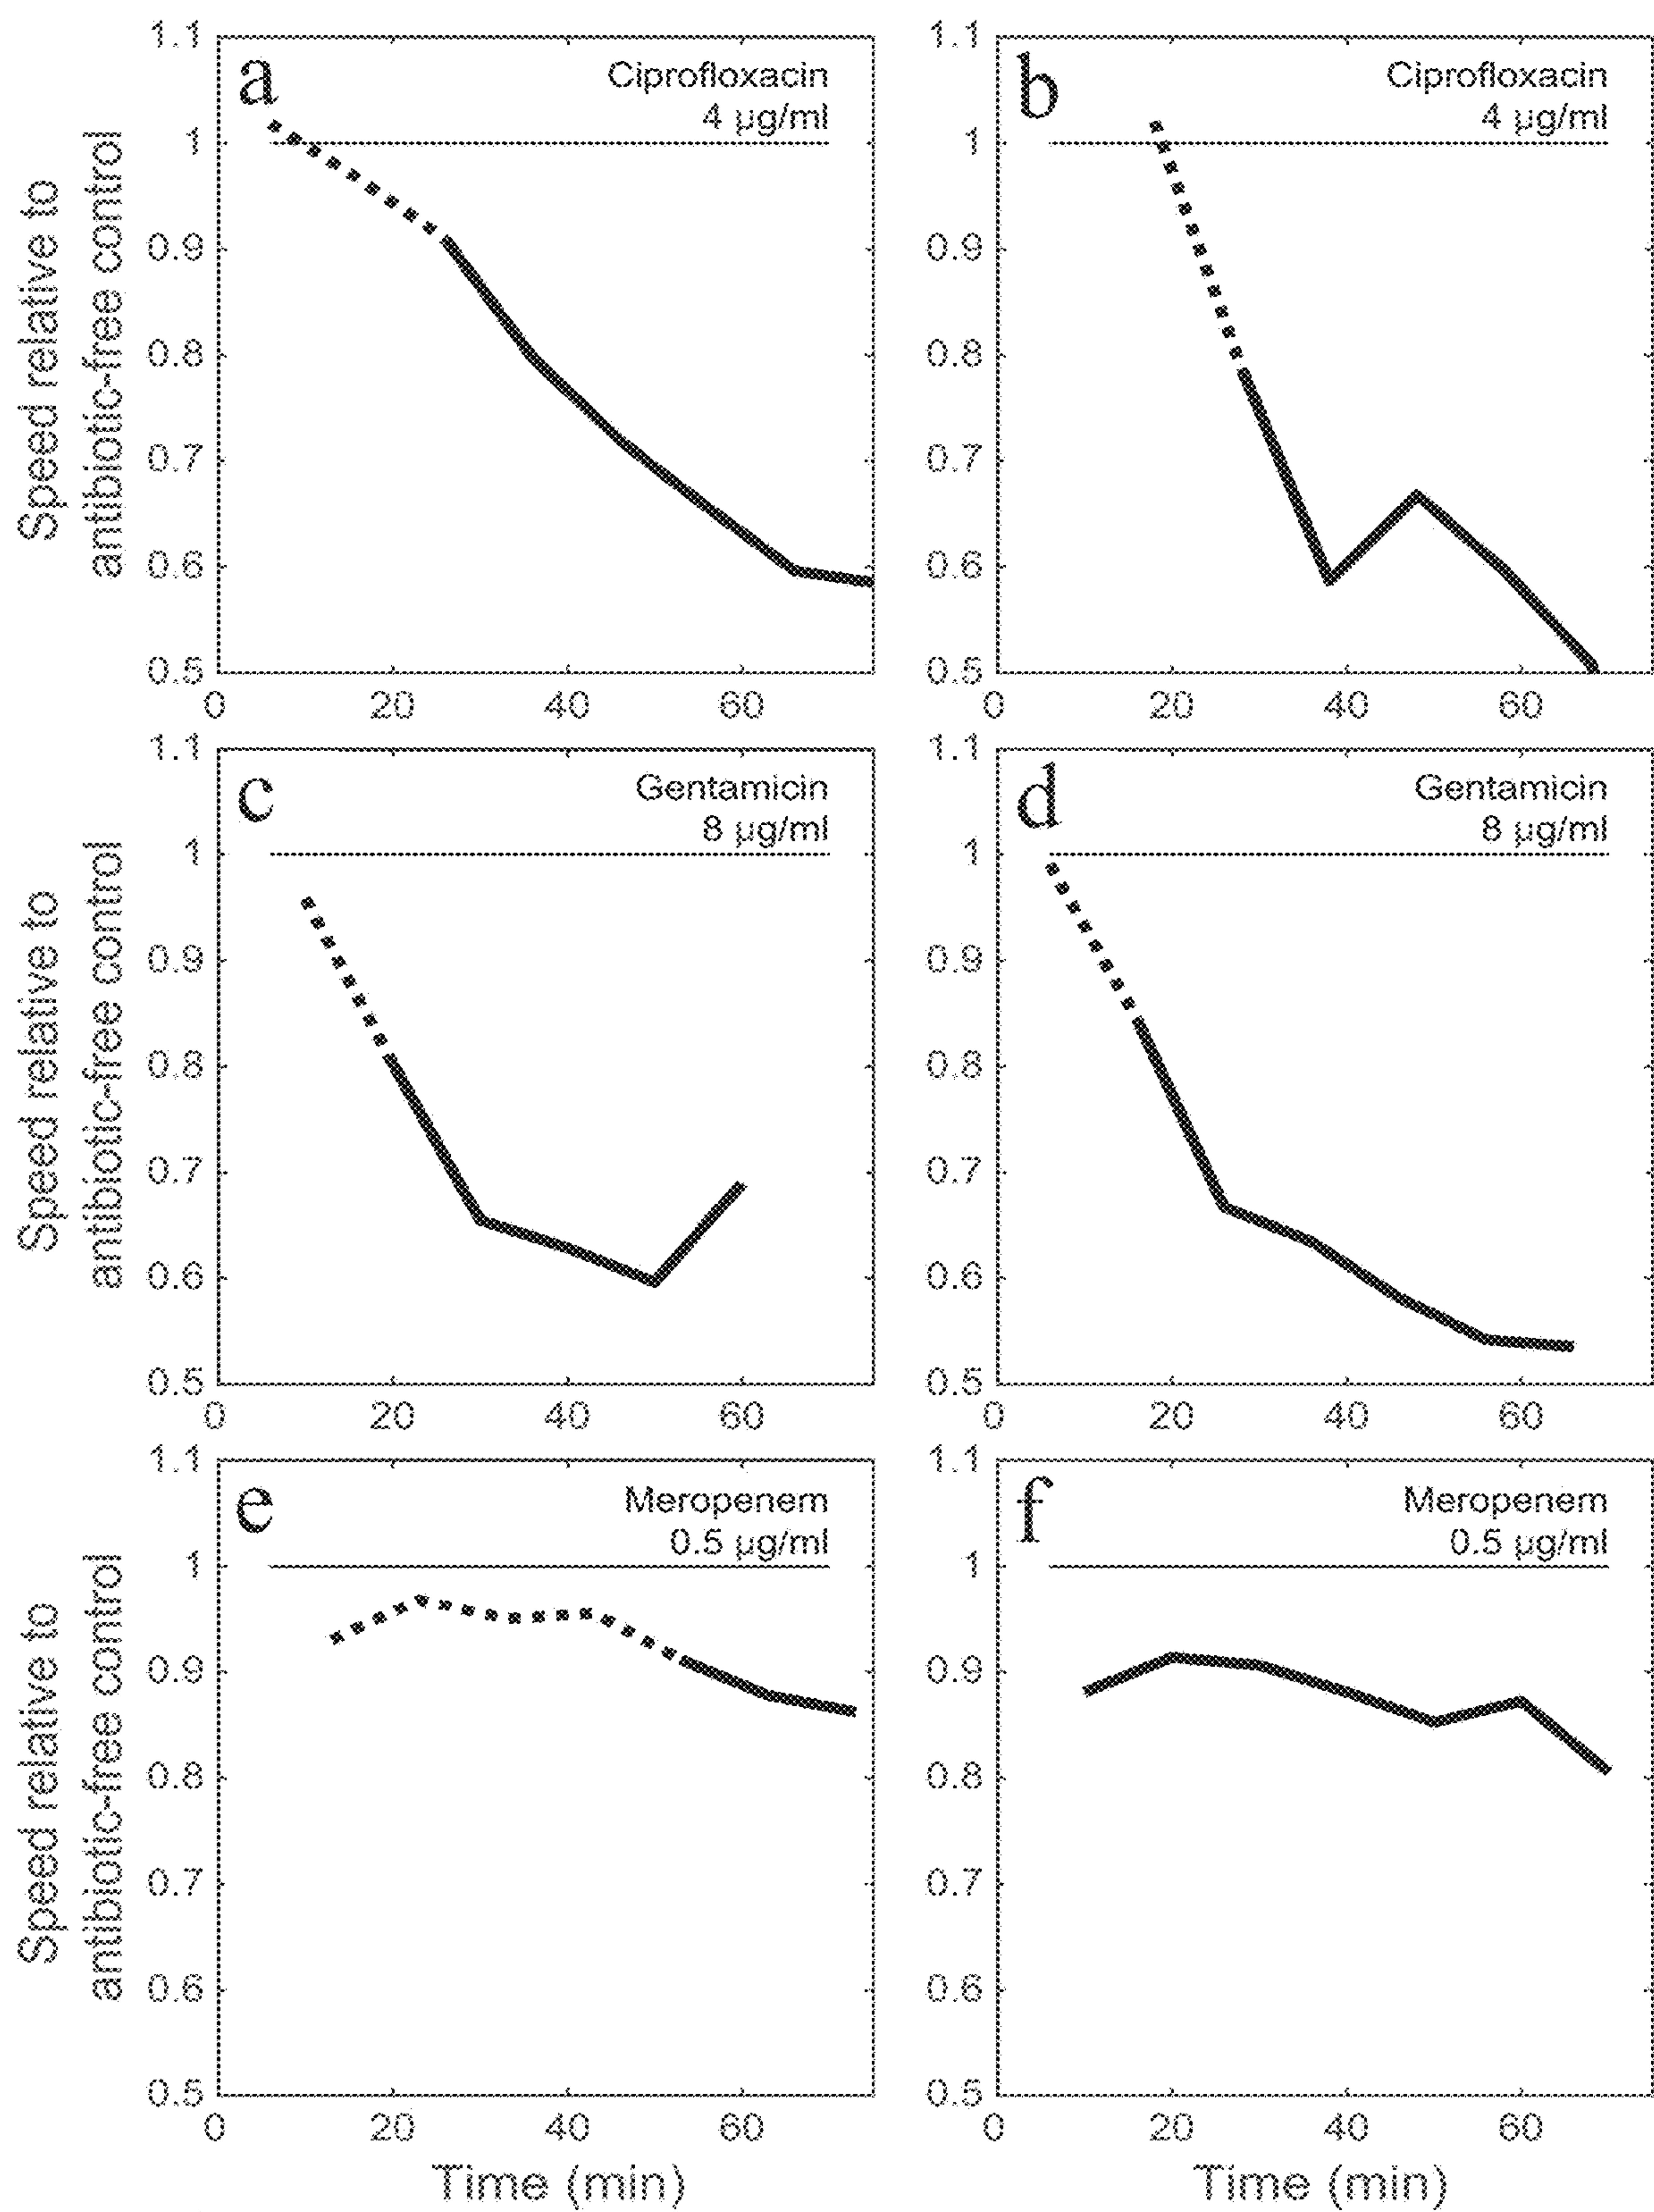 Speed relative to
antibiotic-free control
1.1
1
0.9
0.8
0.7
0.6
0.5
a
Ciprofloxacin
4 µg/ml
0 20 40 60
1.1
1
0.9
0.8
0.7
0.6
0.5
b
Ciprofloxacin
4 µg/ml
0 20 40 60
Speed relative to
antibiotic-free control
1.1
1
0.9
0.8
0.7
0.6
0.5
c
Gentamicin
8 µg/ml
0 20 40 60
1.1
1
0.9
0.8
0.7
0.6
0.5
d
Gentamicin
8 µg/ml
0 20 40 60
Speed relative to
antibiotic-free control
1.1
1
0.9
0.8
0.7
0.6
0.5
e
Meropenem
0.5 µg/ml
0 20 40 60
Time (min)
1.1
1
0.9
0.8
0.7
0.6
0.5
f
Meropenem
0.5 µg/ml
0 20 40 60
Time (min)